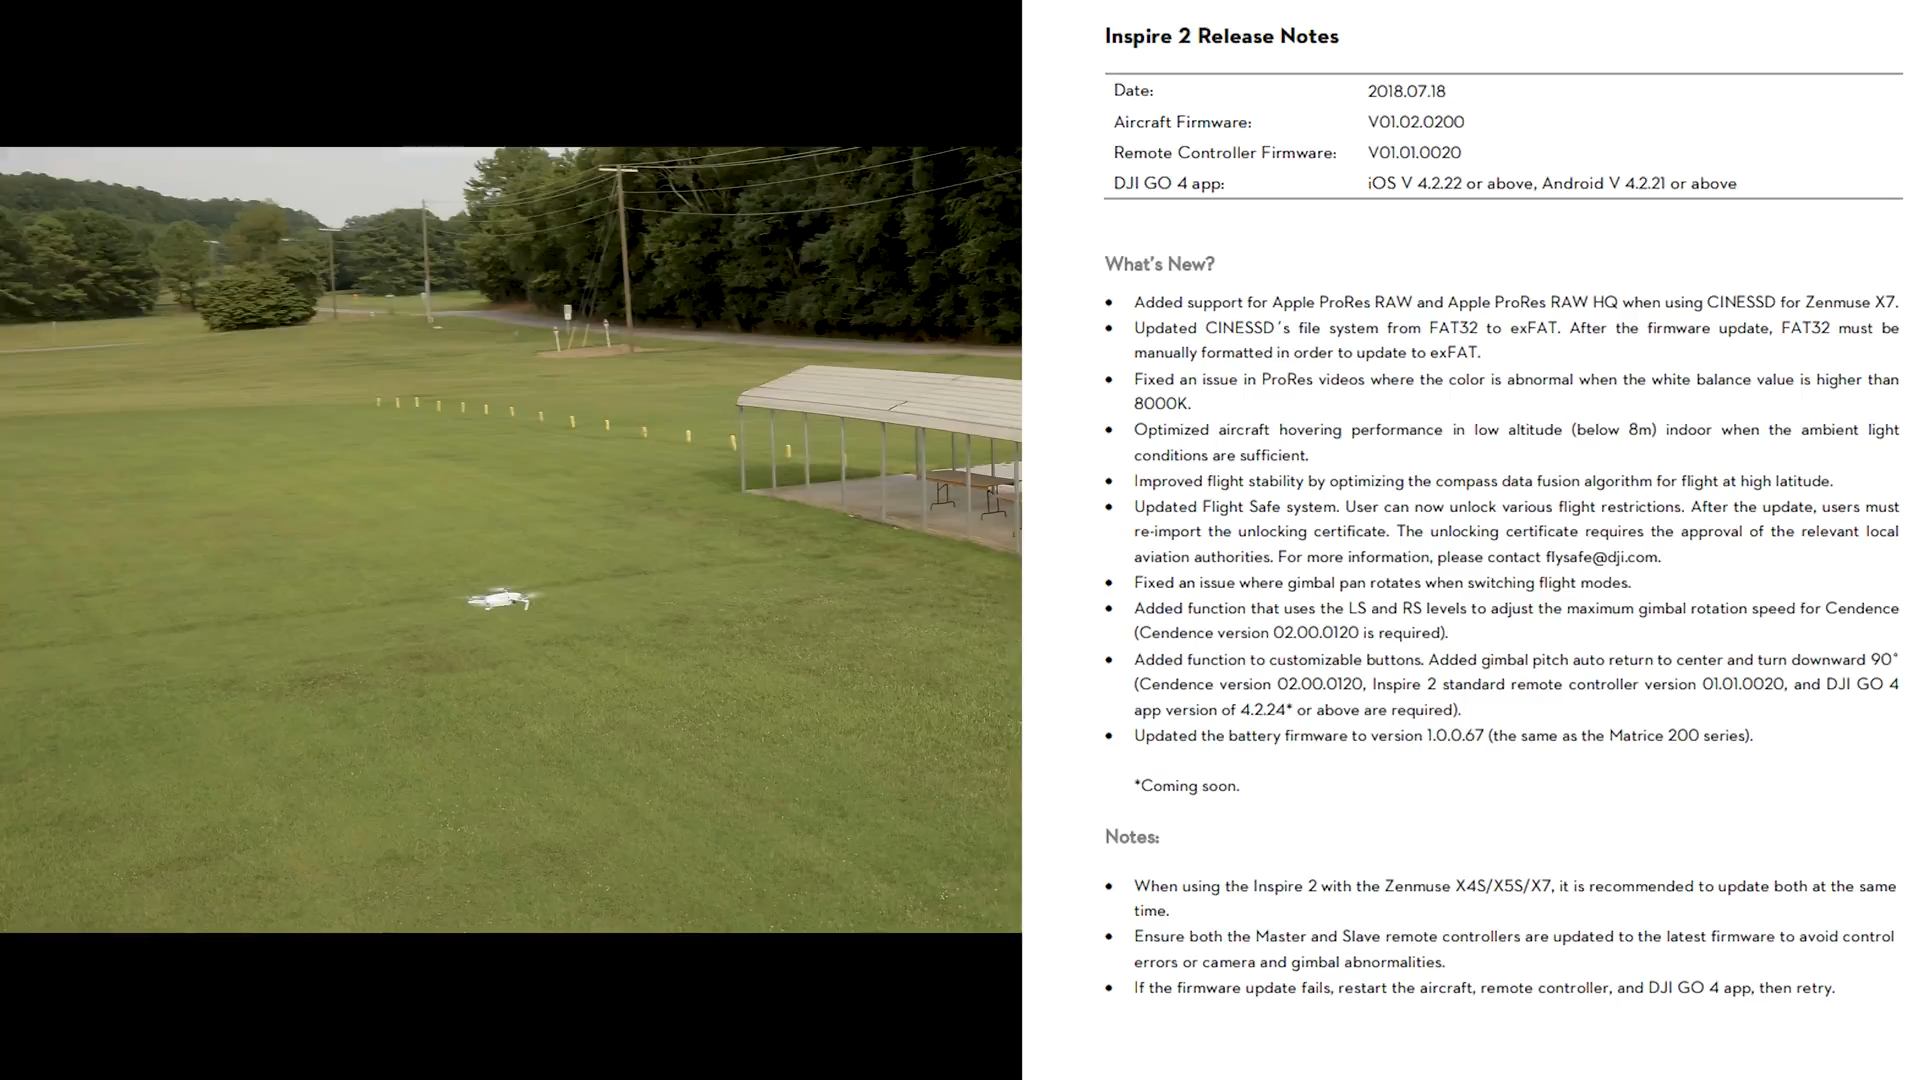 Inspire 2 Release Notes
Date: 2018.07.18
Aircraft Firmware: V01.02.0200
Remote Controller Firmware: V01.01.0020
DJI GO 4 app: iOS V 4.2.22 or above, Android V 4.2.21 or above
What's New?
• Added support for Apple ProRes RAW and Apple ProRes RAW HQ when using CINESSD for Zenmuse X7.
• Updated CINESSD´s file system from FAT32 to exFAT. After the firmware update, FAT32 must be
manually formatted in order to update to exFAT.
• Fixed an issue in ProRes videos where the color is abnormal when the white balance value is higher than
8000K.
• Optimized aircraft hovering performance in low altitude (below 8m) indoor when the ambient light
conditions are sufficient.
• Improved flight stability by optimizing the compass data fusion algorithm for flight at high latitude.
• Updated Flight Safe system. User can now unlock various flight restrictions. After the update, users must
re-import the unlocking certificate. The unlocking certificate requires the approval of the relevant local
aviation authorities. For more information, please contact flysafe@dji.com.
• Fixed an issue where gimbal pan rotates when switching flight modes.
• Added function that uses the LS and RS levels to adjust the maximum gimbal rotation speed for Cendence
(Cendence version 02.00.0120 is required).
• Added function to customizable buttons. Added gimbal pitch auto return to center and turn downward 90°
(Cendence version 02.00.0120, Inspire 2 standard remote controller version 01.01.0020, and DJI GO 4
app version of 4.2.24* or above are required).
• Updated the battery firmware to version 1.0.0.67 (the same as the Matrice 200 series).
*Coming soon.
Notes:
• When using the Inspire 2 with the Zenmuse X4S/X5S/X7, it is recommended to update both at the same
time.
• Ensure both the Master and Slave remote controllers are updated to the latest firmware to avoid control
errors or camera and gimbal abnormalities.
• If the firmware update fails, restart the aircraft, remote controller, and DJI GO 4 app, then retry.